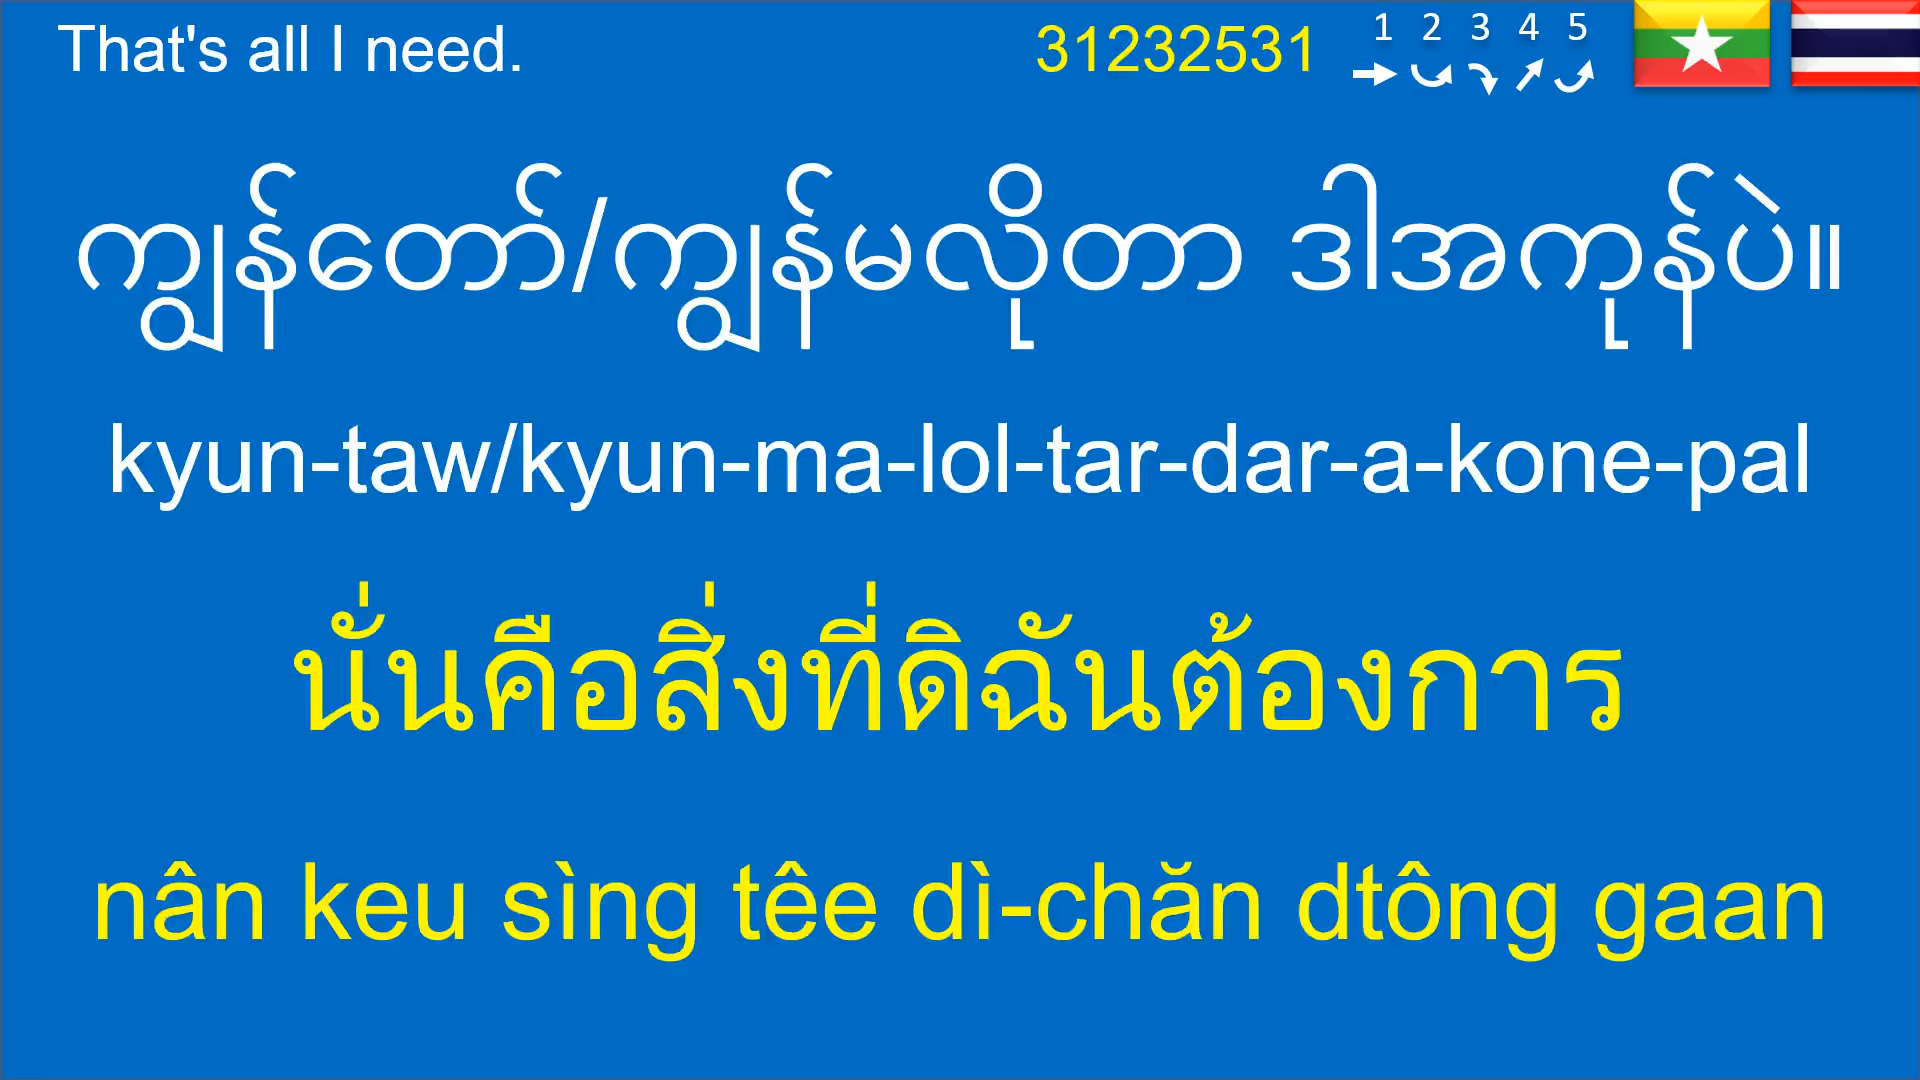 That's all I need.
31232531
1 2 3 4 5
ကျွန်တော်/ကျွန်မလိုတာ ဒါအကုန်ပဲ။
kyun-taw/kyun-ma-lol-tar-dar-a-kone-pal
นั่นคือสิ่งที่ดิฉันต้องการ
nân keu sìng têe dì-chăn dtông gaan